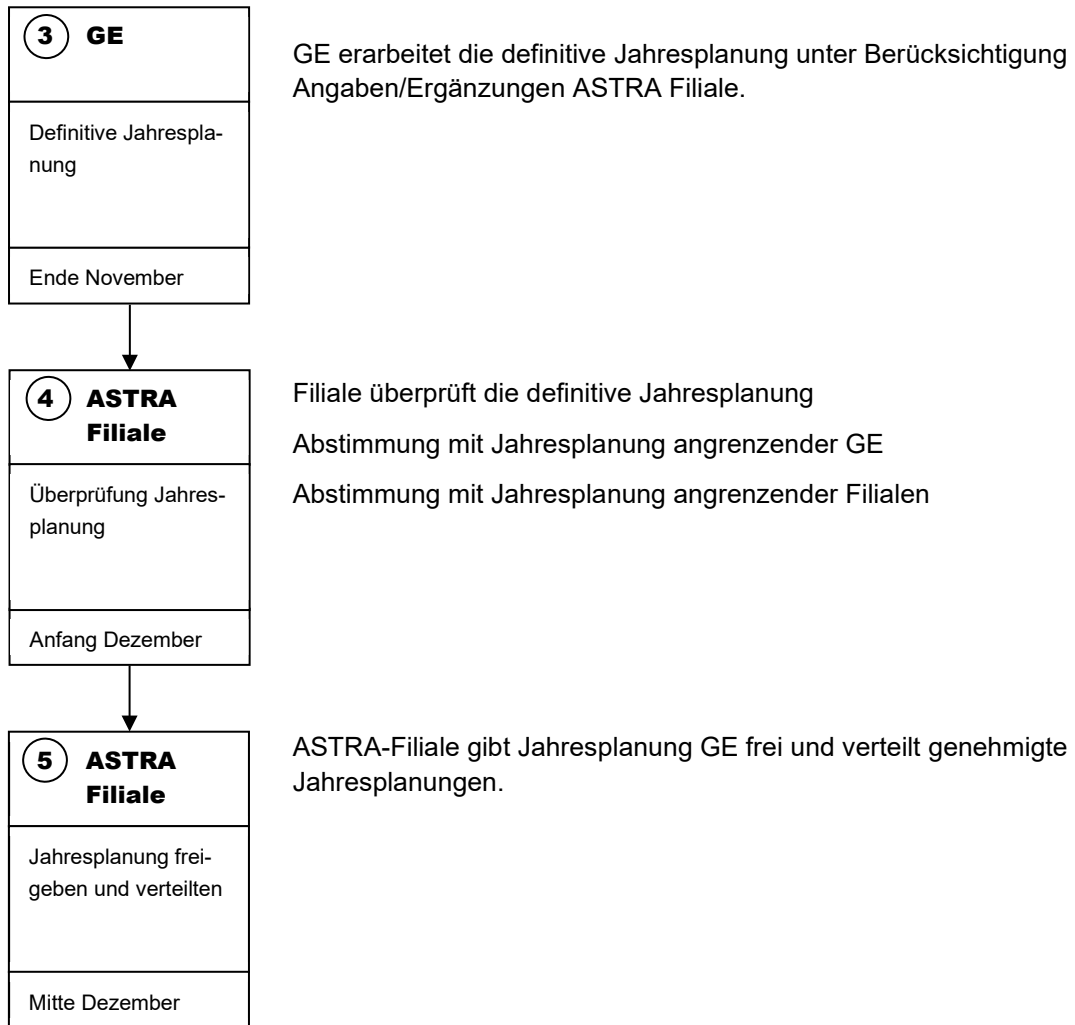 3 GE
GE erarbeitet die definitive Jahresplanung unter Berücksichtigung
Angaben/Ergänzungen ASTRA Filiale.
Definitive Jahrespla-
nung
Ende November
4 ASTRA
Filiale
Filiale überprüft die definitive Jahresplanung
Abstimmung mit Jahresplanung angrenzender GE
Abstimmung mit Jahresplanung angrenzender Filialen
Überprüfung Jahres-
planung
Anfang Dezember
5 ASTRA
Filiale
ASTRA-Filiale gibt Jahresplanung GE frei und verteilt genehmigte
Jahresplanungen.
Jahresplanung frei-
geben und verteilten
Mitte Dezember